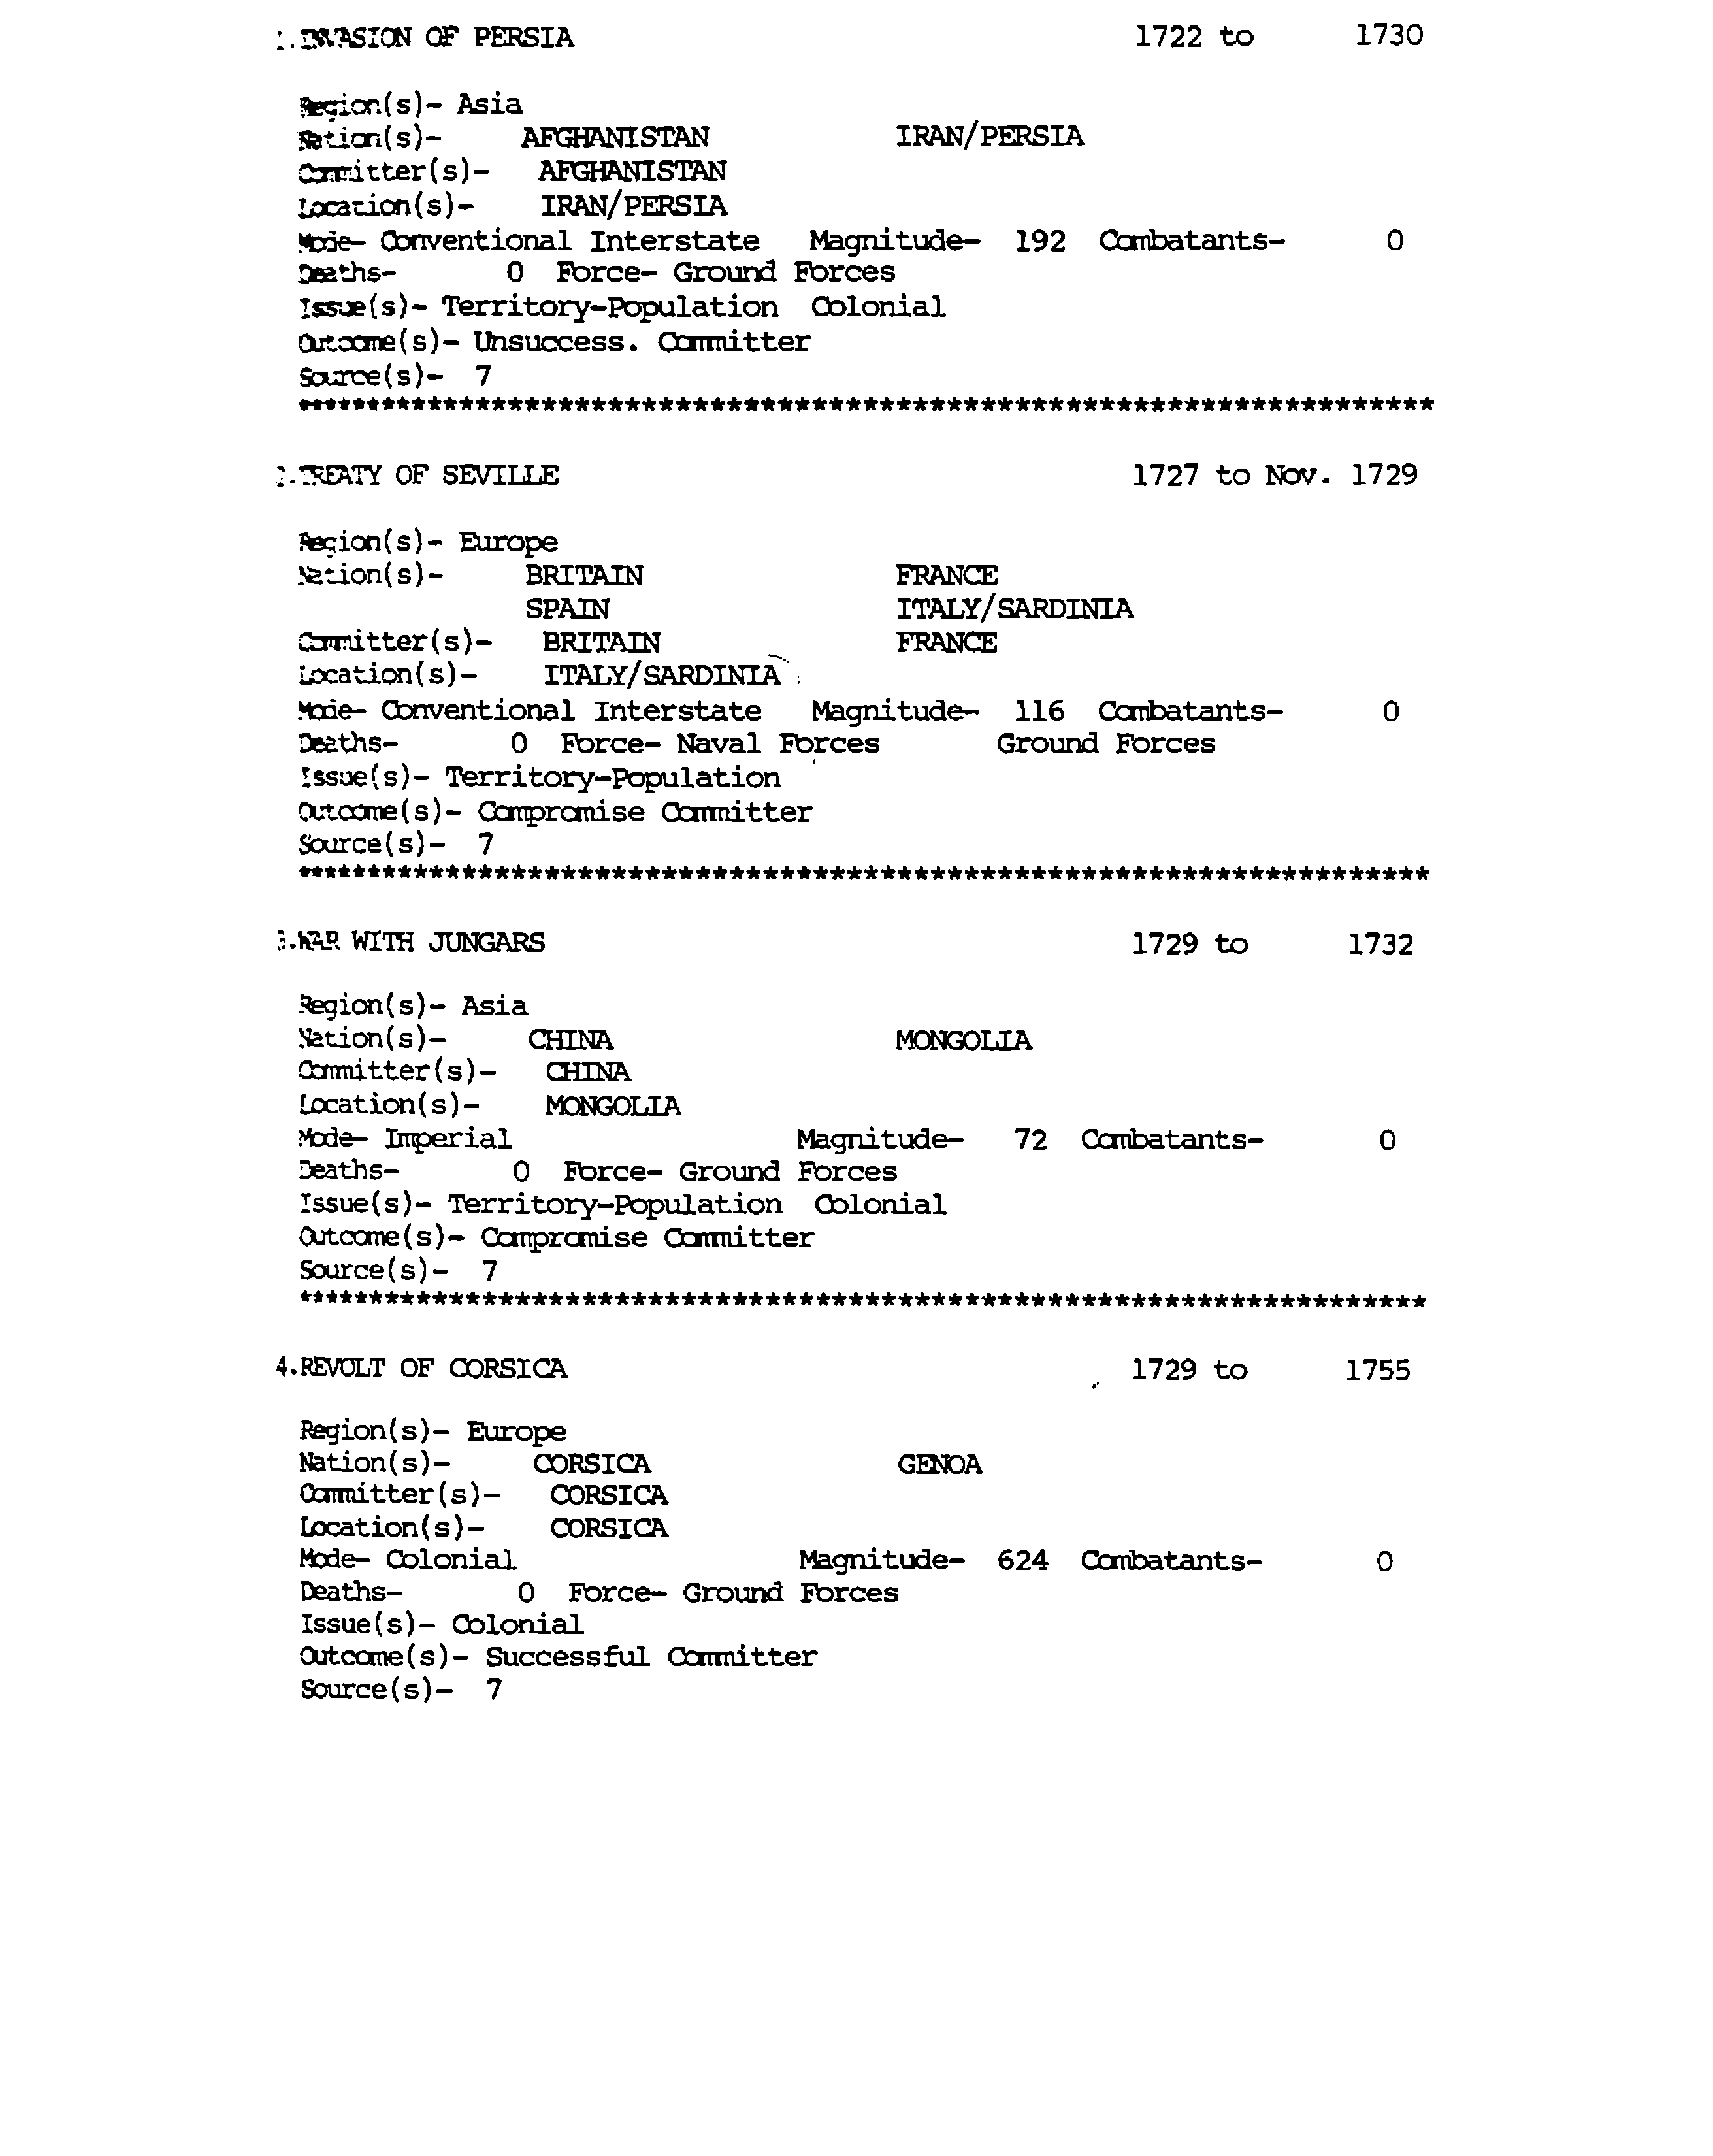 1.INVASION OF PERSIA 1722 to 1730
Region(s)- Asia
Nation(s)- AFGHANISTAN IRAN/PERSIA
Committer(s)- AFGHANISTAN
Location(s)- IRAN/PERSIA
Mode- Conventional Interstate Magnitude- 192 Combatants- 0
Deaths- 0 Force- Ground Forces
Issue(s)- Territory-Population Colonial
Outcome(s)- Unsuccess. Committer
Source(s)- 7
*******************************************************************
2.TREATY OF SEVILLE 1727 to Nov. 1729
Region(s)- Europe
Nation(s)- BRITAIN FRANCE
SPAIN ITALY/SARDINIA
Committer(s)- BRITAIN FRANCE
Location(s)- ITALY/SARDINIA
Mode- Conventional Interstate Magnitude- 116 Combatants- 0
Deaths- 0 Force- Naval Forces Ground Forces
Issue(s)- Territory-Population
Outcome(s)- Compromise Committer
Source(s)- 7
*******************************************************************
3.WAR WITH JUNGARS 1729 to 1732
Region(s)- Asia
Nation(s)- CHINA MONGOLIA
Committer(s)- CHINA
Location(s)- MONGOLIA
Mode- Imperial Magnitude- 72 Combatants- 0
Deaths- 0 Force- Ground Forces
Issue(s)- Territory-Population Colonial
Outcome(s)- Compromise Committer
Source(s)- 7
*******************************************************************
4.REVOLT OF CORSICA 1729 to 1755
Region(s)- Europe
Nation(s)- CORSICA GENOA
Committer(s)- CORSICA
Location(s)- CORSICA
Mode- Colonial Magnitude- 624 Combatants- 0
Deaths- 0 Force- Ground Forces
Issue(s)- Colonial
Outcome(s)- Successful Committer
Source(s)- 7